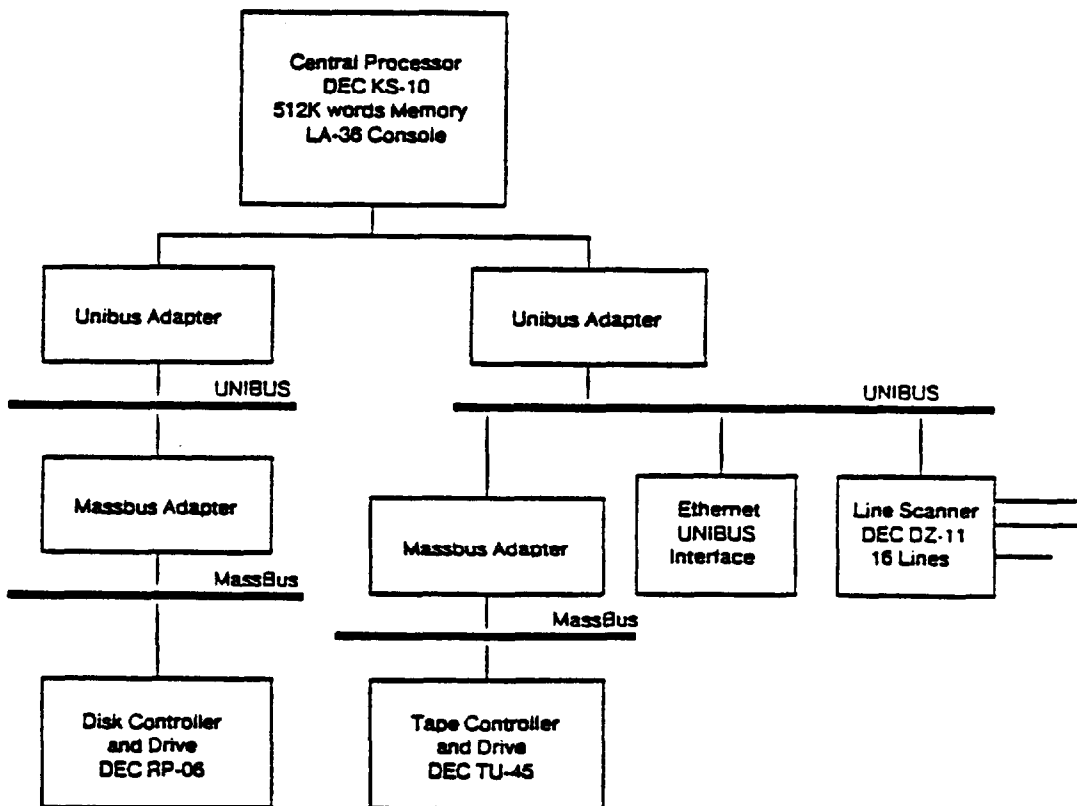 Central Processor
DEC KS-10
512K words Memory
LA-36 Console
Unibus Adapter
Unibus Adapter
UNIBUS
UNIBUS
Massbus Adapter
Massbus Adapter
Ethernet
UNIBUS
Interface
Line Scanner
DEC DZ-11
16 Lines
MassBus
MassBus
Disk Controller
and Drive
DEC RP-06
Tape Controller
and Drive
DEC TU-45